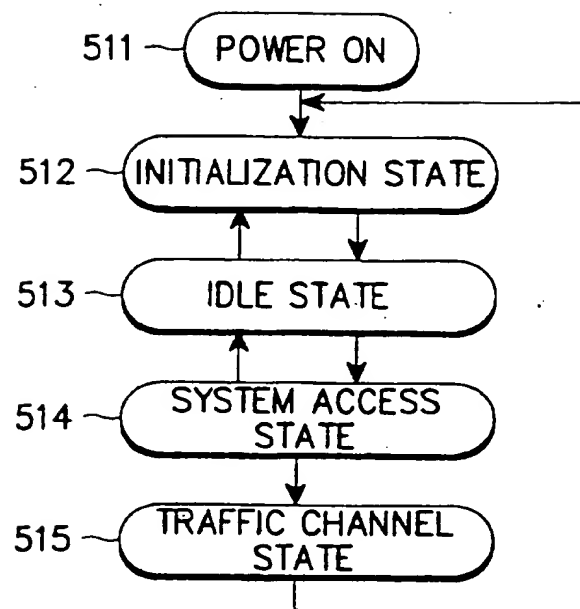 511 POWER ON
512 INITIALIZATION STATE
513 IDLE STATE
514 SYSTEM ACCESS
STATE
515 TRAFFIC CHANNEL
STATE